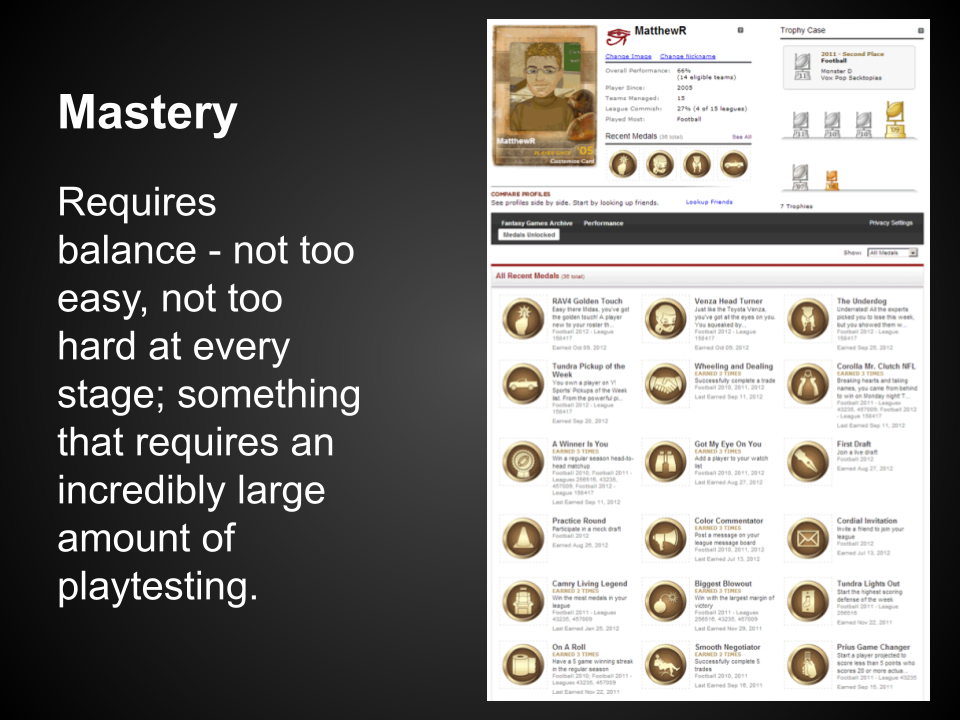 Mastery
Requires
balance - not too
easy, not too
hard at every
stage; something
that requires an
incredibly large
amount of
playtesting.
MatthewR
Change Image Change Nickname
Overall Performance: 66%
(14 eligible teams)
Player Since: 2005
Teams Managed: 15
League Commish: 27% (4 of 15 leagues)
Played Most: Football
Recent Medals (36 total) See All
MatthewR
PLAYER SINCE '05
Customize Card
Trophy Case
2011 - Second Place
Football
Monster D
Vox Pop Sacktopias
7 Trophies
COMPARE PROFILES
See profiles side by side. Start by looking up friends. Lookup Friends
Fantasy Games Archive Performance Privacy Settings
Medals Unlocked
Show: All Medals
All Recent Medals (36 total)
RAV4 Golden Touch
Easy there Midas, you've got
the golden touch! A player
new to your roster th...
Football 2012 - League
158417
Earned Oct 09, 2012
Venza Head Turner
Just like the Toyota Venza,
you've got all the eyes on you.
You squeaked by...
Football 2012 - League
158417
Earned Oct 09, 2012
The Underdog
Underrated! All the experts
picked you to lose this week,
but you showed them w...
Football 2012 - League
158417
Earned Sep 25, 2012
Tundra Pickup of the
Week
You own a player on Y!
Sports' Pickups of the Week
list. From the powerful pi...
Football 2012 - League
158417
Earned Sep 20, 2012
Wheeling and Dealing
EARNED 3 TIMES
Successfully complete a trade
Football 2010, 2011, 2012
Last Earned Sep 11, 2012
Corolla Mr. Clutch NFL
EARNED 3 TIMES
Breaking hearts and taking
names, you came from behind
to win on Monday night! T...
Football 2011 - Leagues
43235, 457009; Football 2012
- League 158417
Last Earned Sep 11, 2012
A Winner Is You
EARNED 5 TIMES
Win a regular season head-to-
head matchup
Football 2010; Football 2011 -
Leagues 256516, 43235,
457009; Football 2012 -
League 158417
Last Earned Sep 11, 2012
Got My Eye On You
EARNED 3 TIMES
Add a player to your watch
list
Football 2010, 2011, 2012
Last Earned Aug 27, 2012
First Draft
Join a live draft
Football 2012
Earned Aug 27, 2012
Practice Round
Participate in a mock draft
Football 2012
Earned Aug 26, 2012
Color Commentator
EARNED 3 TIMES
Post a message on your
league message board
Football 2010, 2011, 2012
Last Earned Jul 13, 2012
Cordial Invitation
Invite a friend to join your
league
Football 2012
Earned Jul 13, 2012
Camry Living Legend
EARNED 2 TIMES
Win the most medals in your
league
Football 2011 - Leagues
43235, 457009
Last Earned Jan 25, 2012
Biggest Blowout
EARNED 3 TIMES
Win with the largest margin of
victory
Football 2011 - Leagues
256516, 43235, 457009
Last Earned Nov 29, 2011
Tundra Lights Out
Start the highest scoring
defense of the week
Football 2011 - League
256516
Earned Nov 22, 2011
On A Roll
EARNED 3 TIMES
Have a 5 game winning streak
in the regular season
Football 2010; Football 2011 -
Leagues 43235, 457009
Last Earned Nov 22, 2011
Smooth Negotiator
EARNED 2 TIMES
Successfully complete 5
trades
Football 2010, 2011
Last Earned Sep 16, 2011
Prius Game Changer
Start a player projected to
score less than 5 points who
scores 20 or more actua...
Football 2011 - League 43235
Earned Sep 15, 2011